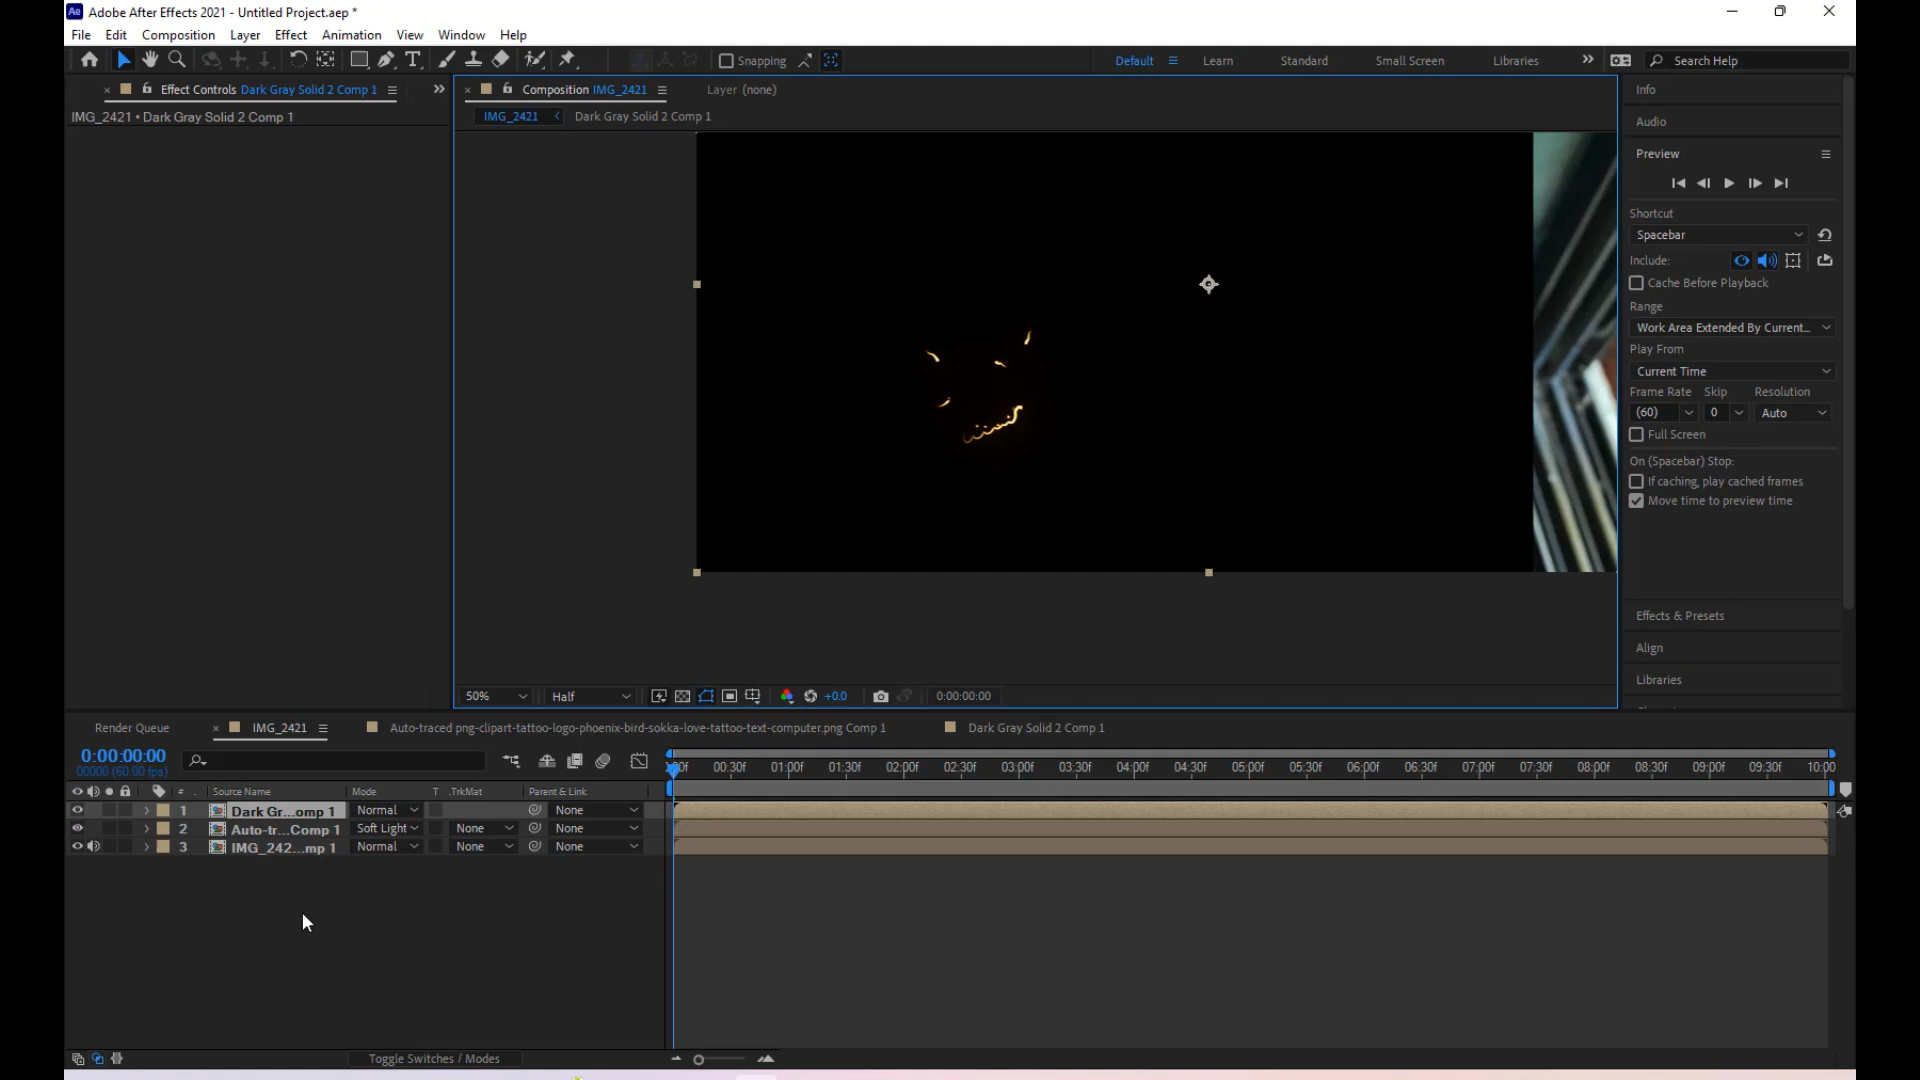 Ae Adobe After Effects 2021 - Untitled Project.aep *
File Edit Composition Layer Effect Animation View Window Help
T Snapping Default Learn Standard Small Screen Libraries Search Help
Effect Controls Dark Gray Solid 2 Comp 1
Composition IMG_2421
Layer (none)
IMG_2421 • Dark Gray Solid 2 Comp 1
IMG_2421 Dark Gray Solid 2 Comp 1
Info
Audio
Preview
Shortcut
Spacebar
Include:
Cache Before Playback
Range
Work Area Extended By Current...
Play From
Current Time
Frame Rate Skip Resolution
(60) 0 Auto
Full Screen
On (Spacebar) Stop:
If caching, play cached frames
Move time to preview time
Effects & Presets
Align
Libraries
50% Half +0.0 0:00:00:00
Render Queue IMG_2421 Auto-traced png-clipart-tattoo-logo-phoenix-bird-sokka-love-tattoo-text-computer.png Comp 1 Dark Gray Solid 2 Comp 1
0:00:00:00
00000 (60.00 fps)
00f 00:30f 01:00f 01:30f 02:00f 02:30f 03:00f 03:30f 04:00f 04:30f 05:00f 05:30f 06:00f 06:30f 07:00f 07:30f 08:00f 08:30f 09:00f 09:30f 10:00
# Source Name Mode T .TrkMat Parent & Link
1 Dark Gr...omp 1 Normal None
2 Auto-tr...Comp 1 Soft Light None None
3 IMG_242...mp 1 Normal None None
Toggle Switches / Modes